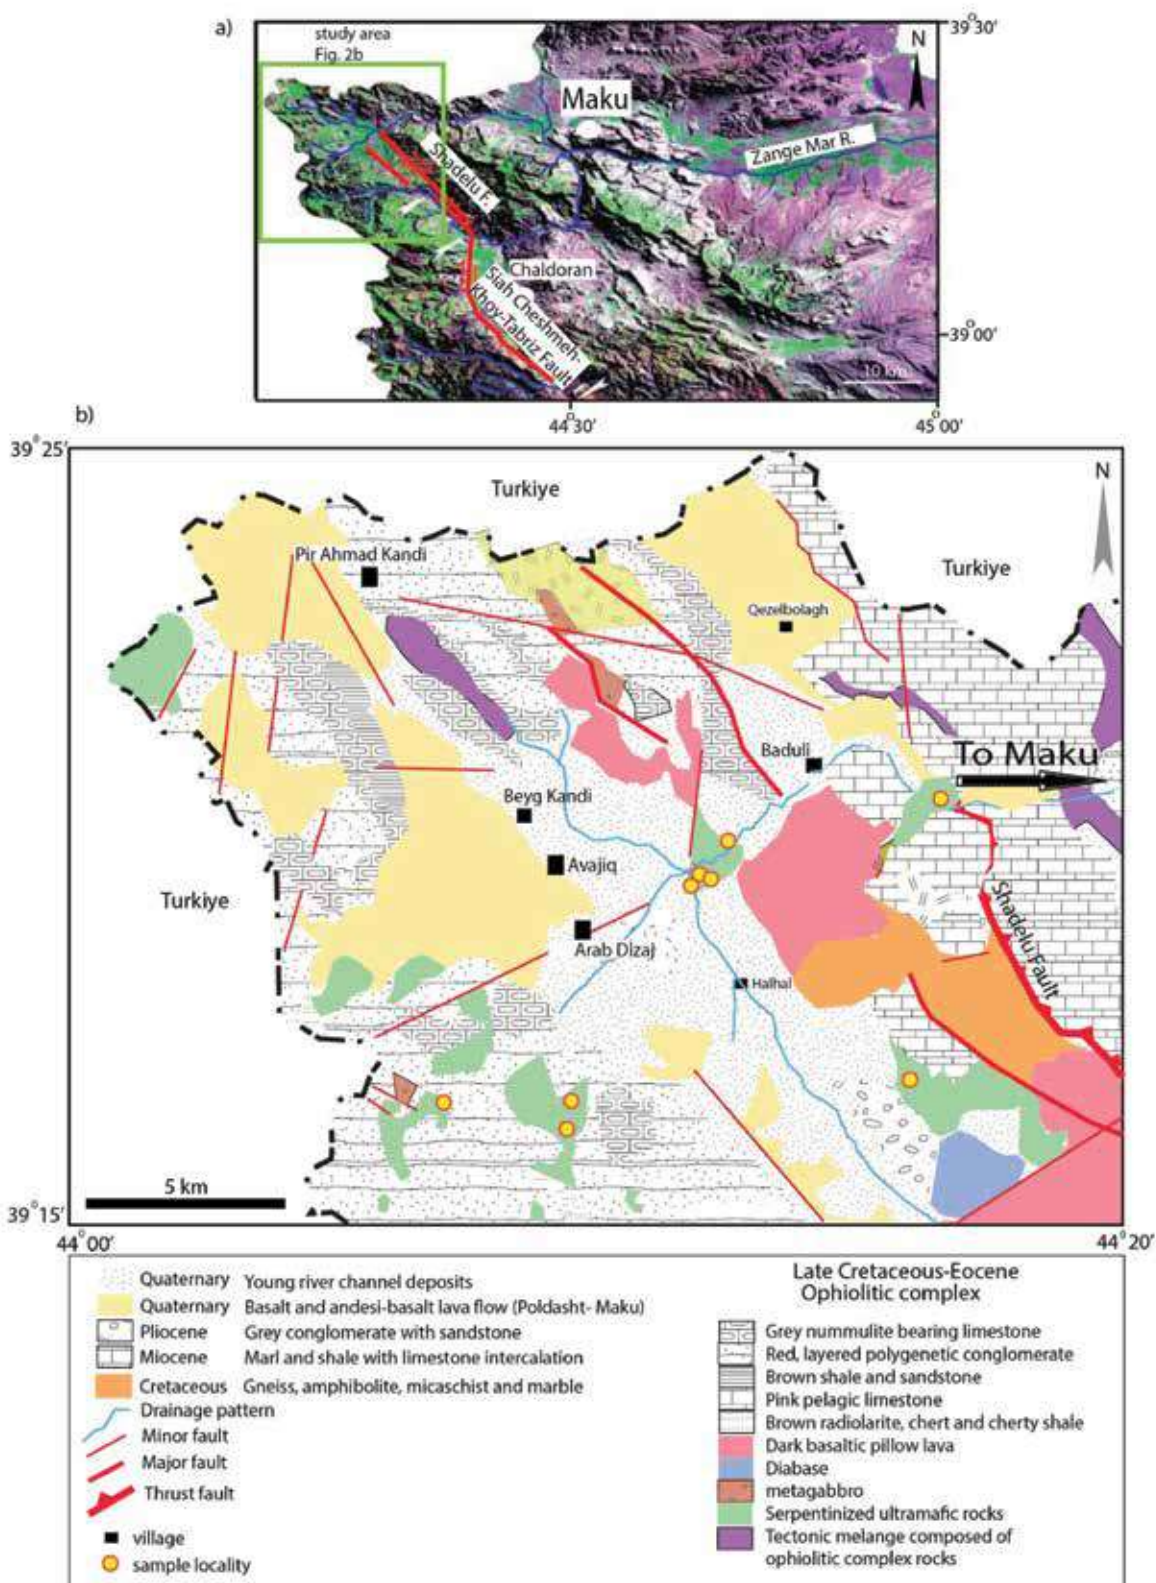 a)
study area
Fig. 2b
39°30'
N
Maku
Zange Mar R.
Shadelu F.
Chaldoran
Siah Cheshmeh-
Khoy-Tabriz Fault
39°00'
10 km
44°30'
45°00'
b)
39°25'
N
Turkiye
Pir Ahmad Kandi
Turkiye
Qezelbolagh
Baduli
To Maku
Beyg Kandi
Avajiq
Turkiye
Shadelu Fault
Arab Dizaj
Halhal
5 km
39°15'
44°00'
44°20'
Quaternary Young river channel deposits
Quaternary Basalt and andesi-basalt lava flow (Poldasht- Maku)
Pliocene Grey conglomerate with sandstone
Miocene Marl and shale with limestone intercalation
Cretaceous Gneiss, amphibolite, micaschist and marble
Drainage pattern
Minor fault
Major fault
Thrust fault
village
sample locality
Late Cretaceous-Eocene
Ophiolitic complex
Grey nummulite bearing limestone
Red, layered polygenetic conglomerate
Brown shale and sandstone
Pink pelagic limestone
Brown radiolarite, chert and cherty shale
Dark basaltic pillow lava
Diabase
metagabbro
Serpentinized ultramafic rocks
Tectonic melange composed of
ophiolitic complex rocks